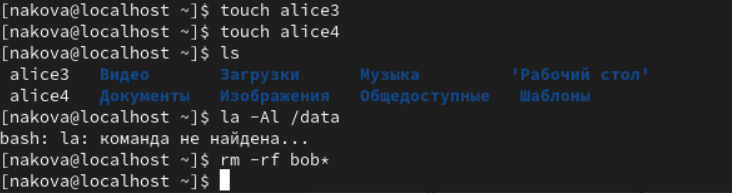 [nakova@localhost ~]$ touch alice3
[nakova@localhost ~]$ touch alice4
[nakova@localhost ~]$ ls
alice3 Видео Загрузки Музыка 'Рабочий стол'
alice4 Документы Изображения Общедоступные Шаблоны
[nakova@localhost ~]$ la -Al /data
bash: la: команда не найдена...
[nakova@localhost ~]$ rm -rf bob*
[nakova@localhost ~]$